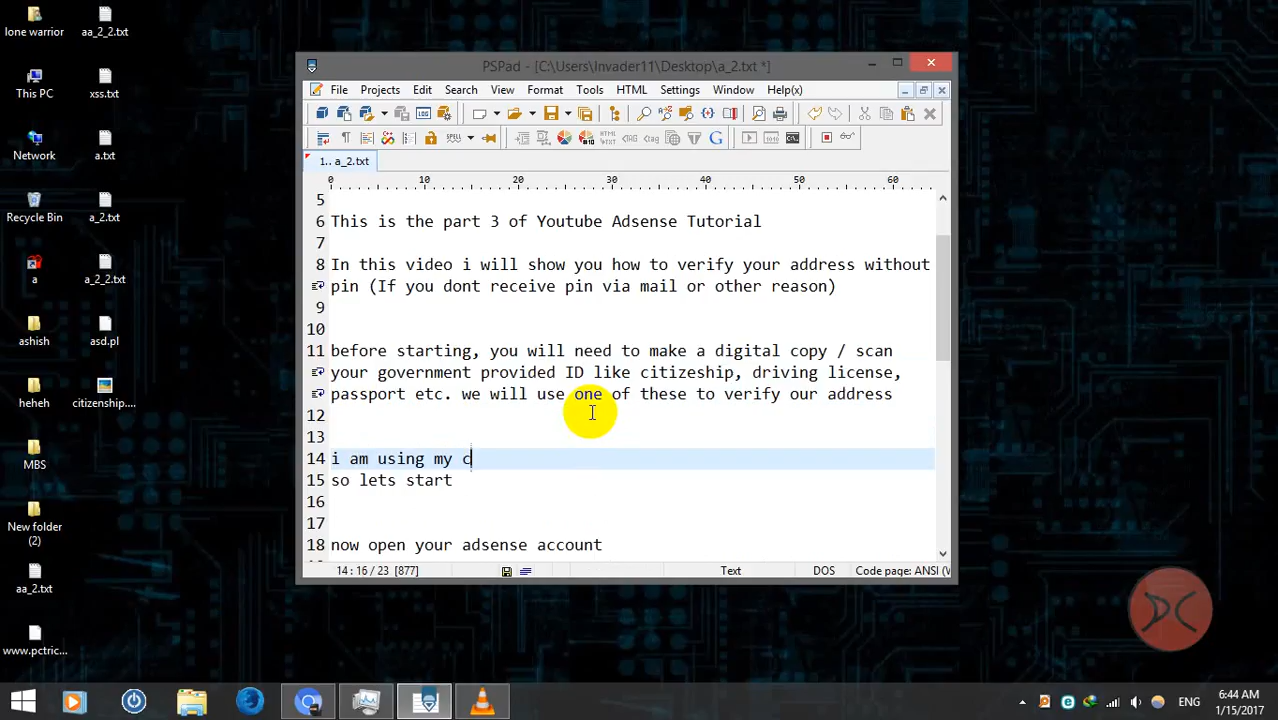 lone warrior
aa_2_2.txt
This PC
xss.txt
Network
a.txt
Recycle Bin
a_2.txt
a
a_2_2.txt
ashish
asd.pl
heheh
citizenship....
MBS
New folder
(2)
aa_2.txt
www.pctric...
PSPad - [C:\Users\Invader11\Desktop\a_2.txt *]
File Projects Edit Search View Format Tools HTML Settings Window Help(x)
1.. a_2.txt
0 10 20 30 40 50 60
5
6 This is the part 3 of Youtube Adsense Tutorial
7
8 In this video i will show you how to verify your address without
pin (If you dont receive pin via mail or other reason)
9
10
11 before starting, you will need to make a digital copy / scan
your government provided ID like citizeship, driving license,
passport etc. we will use one of these to verify our address
12
13
14 i am using my c
15 so lets start
16
17
18 now open your adsense account
14 : 16 / 23 [877] Text DOS Code page: ANSI (W
DC
ENG
6:44 AM
1/15/2017